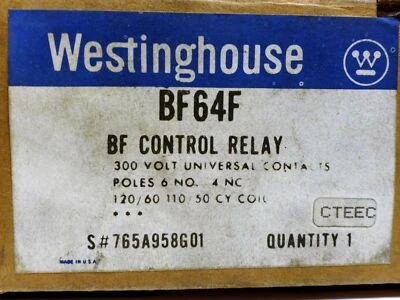 Westinghouse
W
BF64F
BF CONTROL RELAY
300 VOLT UNIVERSAL CONTACTS
POLES 6 NO. 4 NC
120/60 110/50 CY COIL
***
CTEEC
S#765A958G01 QUANTITY 1
MADE IN U.S.A.